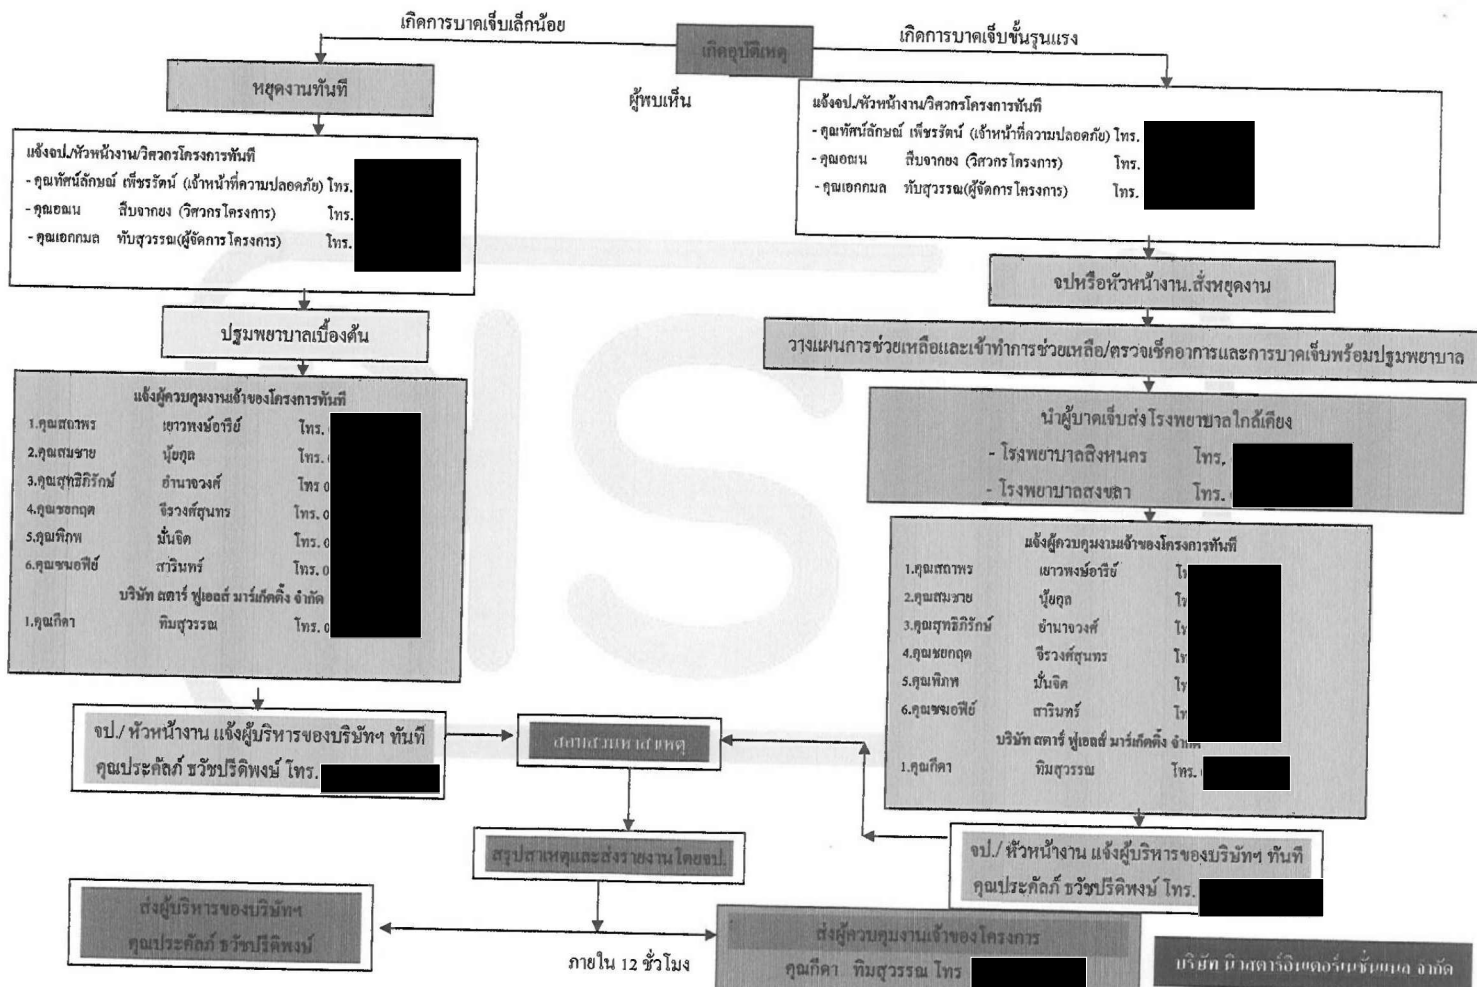 เกิดการบาดเจ็บเล็กน้อย
เกิดอุบัติเหตุ
เกิดการบาดเจ็บขั้นรุนแรง
หยุดงานทันที
ผู้พบเห็น
แจ้งจป./หัวหน้างาน/วิศวกรโครงการทันที
- คุณทัศน์ลักษณ์ เพ็ชรรัตน์ (เจ้าหน้าที่ความปลอดภัย) โทร.
- คุณอณน สืบจากยง (วิศวกรโครงการ) โทร.
- คุณเอกกมล ทับสุวรรณ(ผู้จัดการโครงการ) โทร.
ปฐมพยาบาลเบื้องต้น
แจ้งผู้ควบคุมงานเจ้าของโครงการทันที
1.คุณสถาพร เยาวพงษ์อารีย์ โทร.
2.คุณสมชาย นุ้ยกุล โทร.
3.คุณสุทธิภิรักษ์ อำนาจวงศ์ โทร 0
4.คุณชยกฤต จีรวงศ์สุนทร โทร. 0
5.คุณพิภพ มั่นจิต โทร. 0
6.คุณชมอฟีย์ สารินทร์ โทร. 0
บริษัท สตาร์ ฟูเอลส์ มาร์เก็ตติ้ง จำกัด
1.คุณกีดา ทิมสุวรรณ โทร. 0
จป./ หัวหน้างาน แจ้งผู้บริหารของบริษัทฯ ทันที
คุณประคัลภ์ ธวัชปรีดิพงษ์ โทร.
แจ้งจป./หัวหน้างาน/วิศวกรโครงการทันที
- คุณทัศน์ลักษณ์ เพ็ชรรัตน์ (เจ้าหน้าที่ความปลอดภัย) โทร.
- คุณอณน สืบจากยง (วิศวกรโครงการ) โทร.
- คุณเอกกมล ทับสุวรรณ(ผู้จัดการโครงการ) โทร.
จปหรือหัวหน้างาน.สั่งหยุดงาน
วางแผนการช่วยเหลือและเข้าทำการช่วยเหลือ/ตรวจเช็คอาการและการบาดเจ็บพร้อมปฐมพยาบาล
นำผู้บาดเจ็บส่งโรงพยาบาลใกล้เคียง
- โรงพยาบาลสิงหนคร โทร.
- โรงพยาบาลสงขลา โทร.
แจ้งผู้ควบคุมงานเจ้าของโครงการทันที
1.คุณสถาพร เยาวพงษ์อารีย์
2.คุณสมชาย นุ้ยกุล
3.คุณสุทธิภิรักษ์ อำนาจวงศ์
4.คุณชยกฤต จีรวงศ์สุนทร
5.คุณพิภพ มั่นจิต
6.คุณชมอฟีย์ สารินทร์
บริษัท สตาร์ ฟูเอลส์ มาร์เก็ตติ้ง จำกัด
1.คุณกีดา ทิมสุวรรณ โทร.
จป./ หัวหน้างาน แจ้งผู้บริหารของบริษัทฯ ทันที
คุณประคัลภ์ ธวัชปรีดิพงษ์ โทร.
สอบสวนหาสาเหตุ
สรุปสาเหตุและส่งรายงานโดยจป.
ส่งผู้บริหารของบริษัทฯ
คุณประคัลภ์ ธวัชปรีดิพงษ์
ภายใน 12 ชั่วโมง
ส่งผู้ควบคุมงานเจ้าของโครงการ
คุณกีดา ทิมสุวรรณ โทร
บริษัท นิวสตาร์อินเตอร์เนชั่นแนล จำกัด